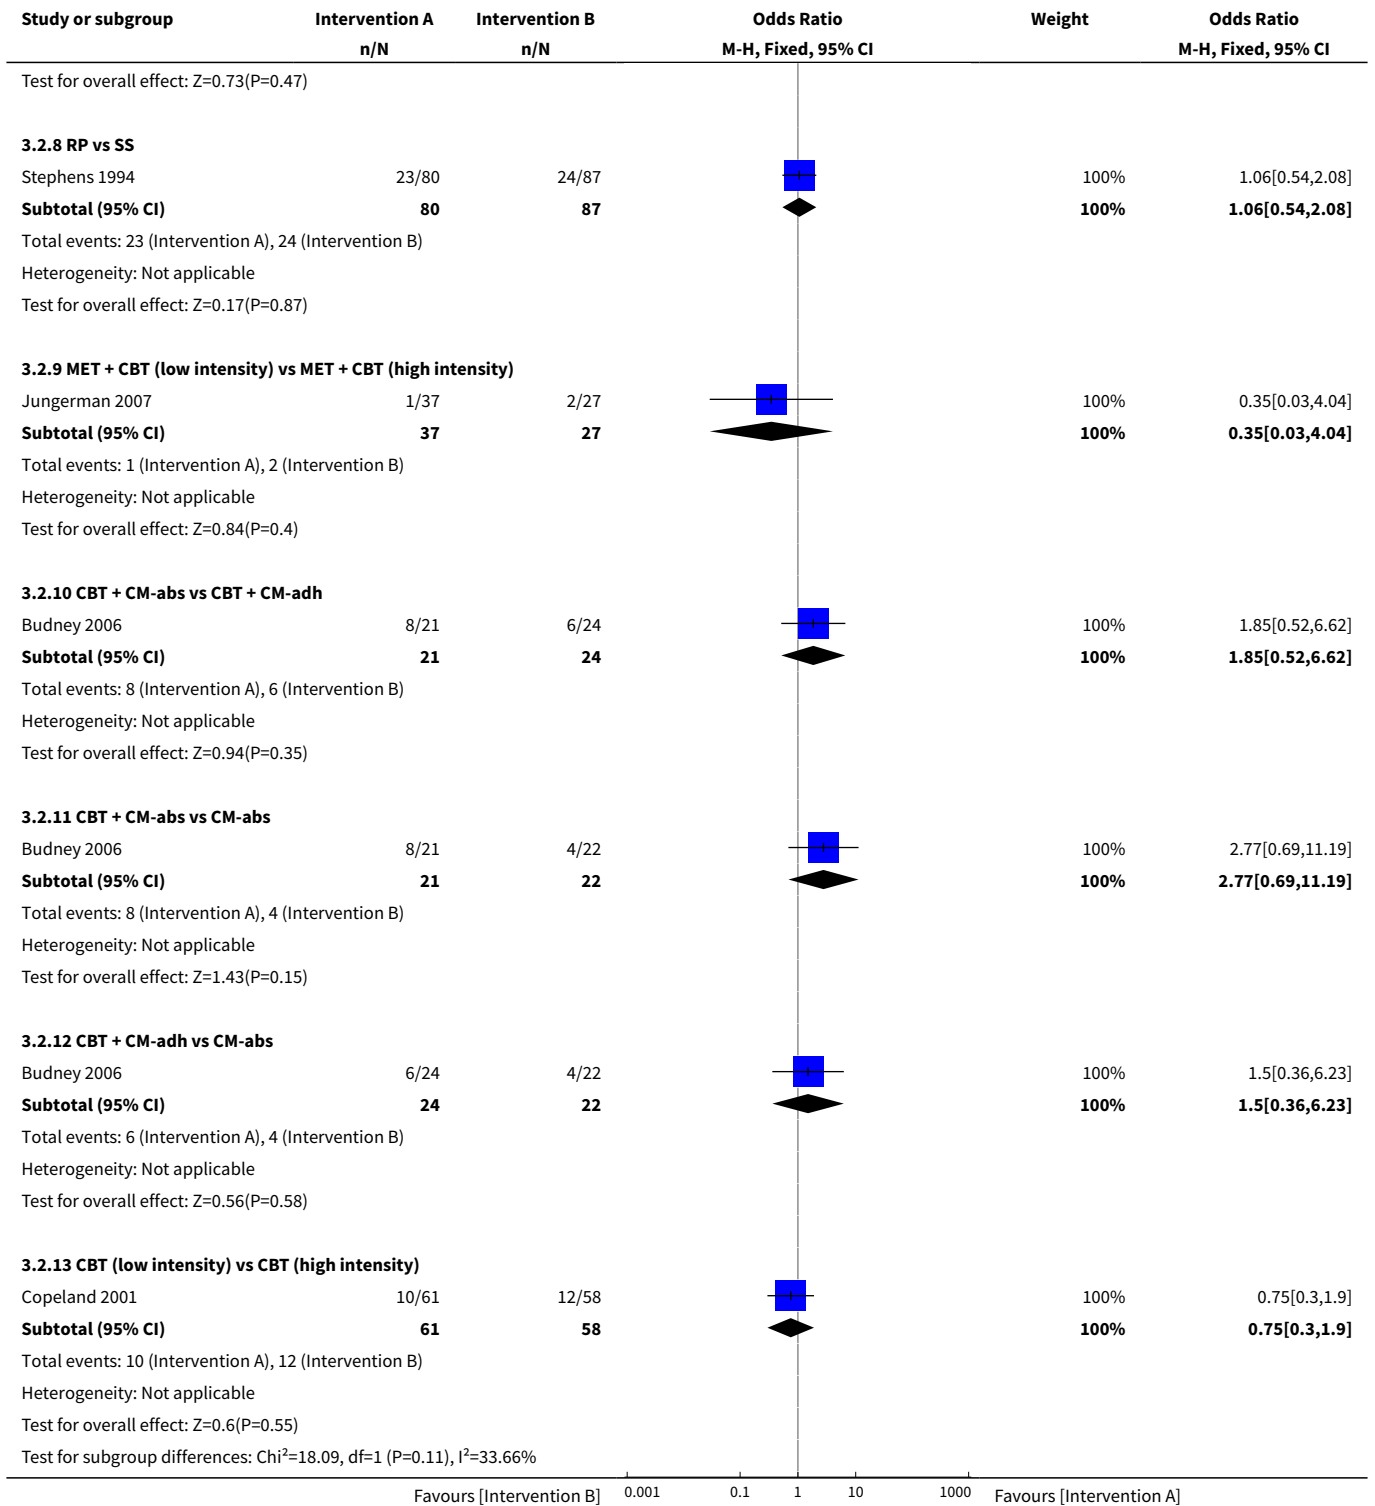 Study or subgroup Intervention A Intervention B Odds Ratio Weight Odds Ratio
n/N n/N M-H, Fixed, 95% CI M-H, Fixed, 95% CI
Test for overall effect: Z=0.73(P=0.47)
3.2.8 RP vs SS
Stephens 1994 23/80 24/87 100% 1.06[0.54,2.08]
Subtotal (95% CI) 80 87 100% 1.06[0.54,2.08]
Total events: 23 (Intervention A), 24 (Intervention B)
Heterogeneity: Not applicable
Test for overall effect: Z=0.17(P=0.87)
3.2.9 MET + CBT (low intensity) vs MET + CBT (high intensity)
Jungerman 2007 1/37 2/27 100% 0.35[0.03,4.04]
Subtotal (95% CI) 37 27 100% 0.35[0.03,4.04]
Total events: 1 (Intervention A), 2 (Intervention B)
Heterogeneity: Not applicable
Test for overall effect: Z=0.84(P=0.4)
3.2.10 CBT + CM-abs vs CBT + CM-adh
Budney 2006 8/21 6/24 100% 1.85[0.52,6.62]
Subtotal (95% CI) 21 24 100% 1.85[0.52,6.62]
Total events: 8 (Intervention A), 6 (Intervention B)
Heterogeneity: Not applicable
Test for overall effect: Z=0.94(P=0.35)
3.2.11 CBT + CM-abs vs CM-abs
Budney 2006 8/21 4/22 100% 2.77[0.69,11.19]
Subtotal (95% CI) 21 22 100% 2.77[0.69,11.19]
Total events: 8 (Intervention A), 4 (Intervention B)
Heterogeneity: Not applicable
Test for overall effect: Z=1.43(P=0.15)
3.2.12 CBT + CM-adh vs CM-abs
Budney 2006 6/24 4/22 100% 1.5[0.36,6.23]
Subtotal (95% CI) 24 22 100% 1.5[0.36,6.23]
Total events: 6 (Intervention A), 4 (Intervention B)
Heterogeneity: Not applicable
Test for overall effect: Z=0.56(P=0.58)
3.2.13 CBT (low intensity) vs CBT (high intensity)
Copeland 2001 10/61 12/58 100% 0.75[0.3,1.9]
Subtotal (95% CI) 61 58 100% 0.75[0.3,1.9]
Total events: 10 (Intervention A), 12 (Intervention B)
Heterogeneity: Not applicable
Test for overall effect: Z=0.6(P=0.55)
Test for subgroup differences: Chi²=18.09, df=1 (P=0.11), I²=33.66%
Favours [Intervention B] 0.001 0.1 1 10 1000 Favours [Intervention A]